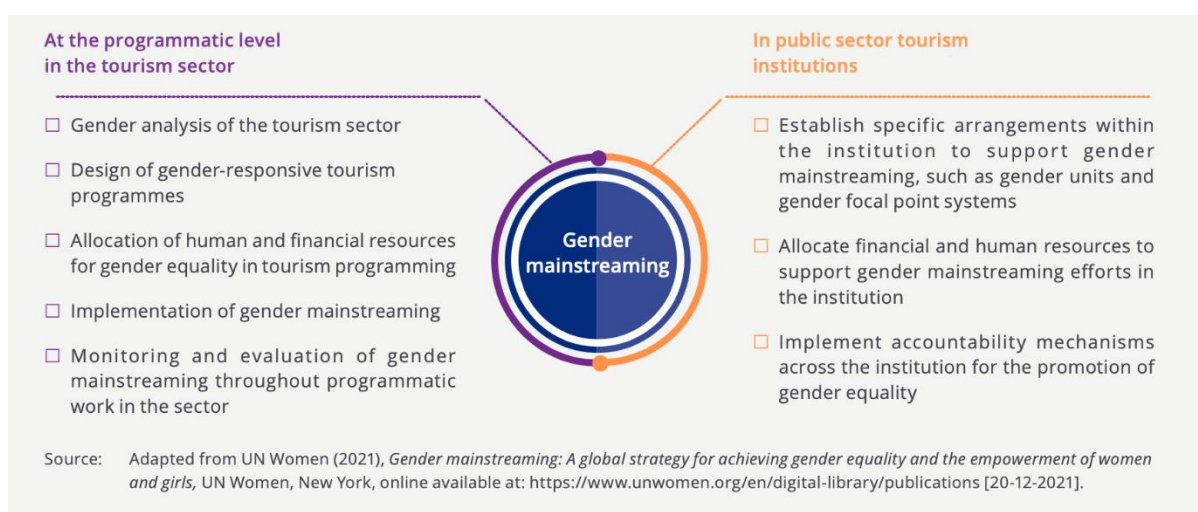 At the programmatic level
in the tourism sector
☐ Gender analysis of the tourism sector
☐ Design of gender-responsive tourism
programmes
☐ Allocation of human and financial resources
for gender equality in tourism programming
☐ Implementation of gender mainstreaming
☐ Monitoring and evaluation of gender
mainstreaming throughout programmatic
work in the sector
Gender
mainstreaming
In public sector tourism
institutions
☐ Establish specific arrangements within
the institution to support gender
mainstreaming, such as gender units and
gender focal point systems
☐ Allocate financial and human resources to
support gender mainstreaming efforts in
the institution
☐ Implement accountability mechanisms
across the institution for the promotion of
gender equality
Source: Adapted from UN Women (2021), Gender mainstreaming: A global strategy for achieving gender equality and the empowerment of women
and girls, UN Women, New York, online available at: https://www.unwomen.org/en/digital-library/publications [20-12-2021].